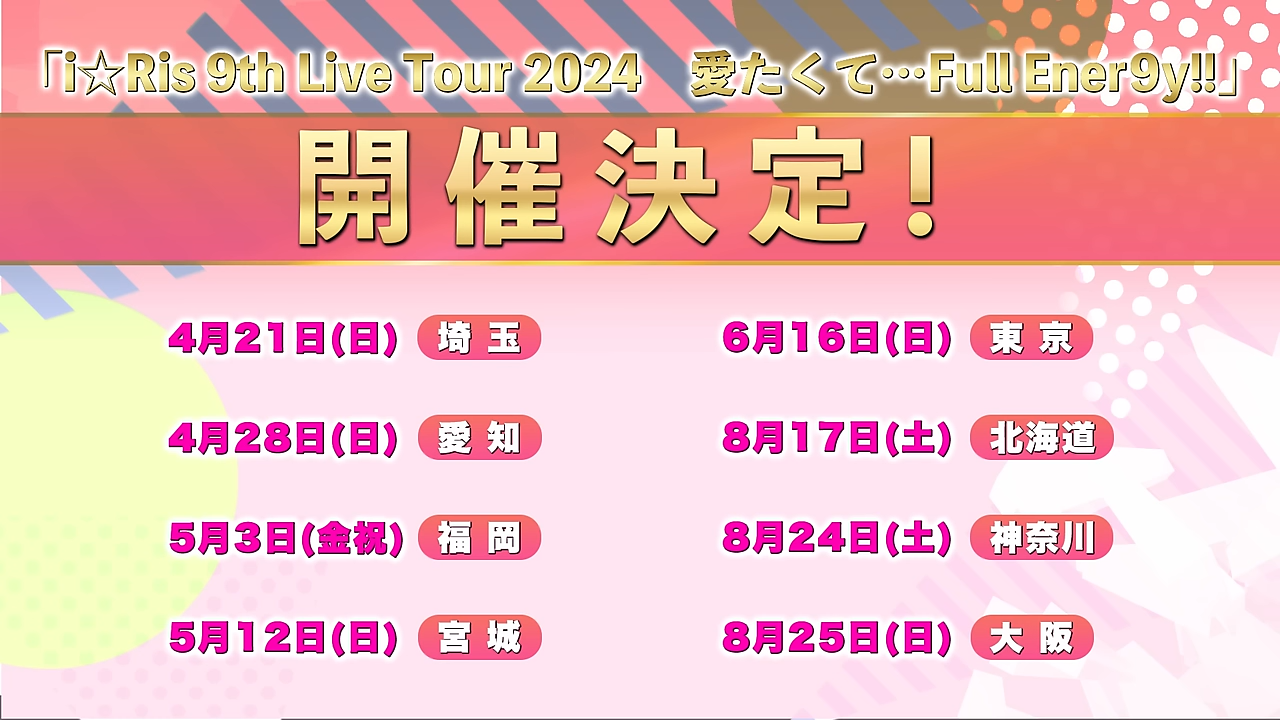 「i☆Ris 9th Live Tour 2024　愛たくて…Full Ener9y!!」
開催決定！
4月21日(日) 埼玉
4月28日(日) 愛知
5月3日(金祝) 福岡
5月12日(日) 宮城
6月16日(日) 東京
8月17日(土) 北海道
8月24日(土) 神奈川
8月25日(日) 大阪